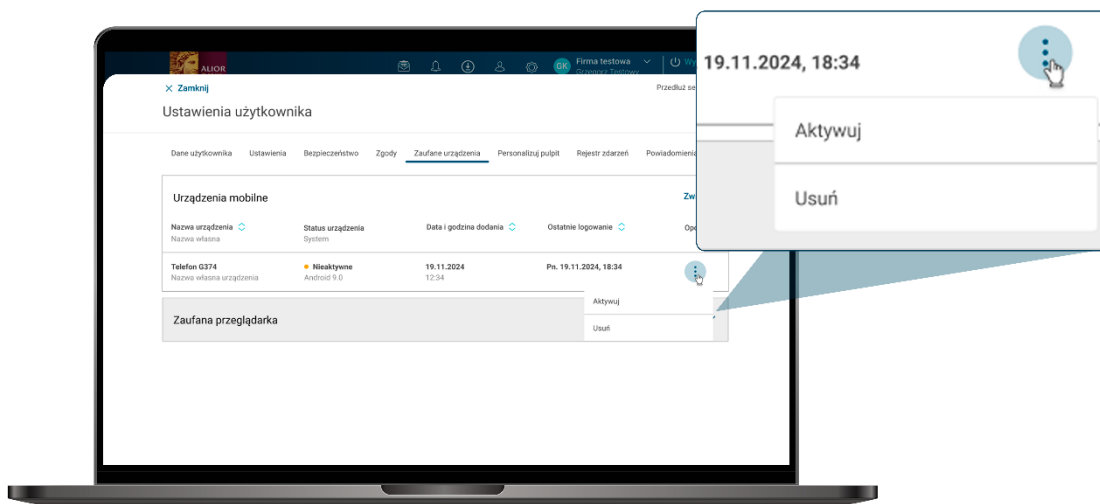 ALIOR
GK
Firma testowa
Grzegorz Testowy
Zamknij
Ustawienia użytkownika
Dane użytkownika Ustawienia Bezpieczeństwo Zgody Zaufane urządzenia Personalizuj pulpit Rejestr zdarzeń Powiadomienia
Urządzenia mobilne
Nazwa urządzenia Status urządzenia Data i godzina dodania Ostatnie logowanie
Nazwa własna System
Telefon G374 Nieaktywne 19.11.2024 Pn. 19.11.2024, 18:34
Nazwa własna urządzenia Android 9.0 12:34
Aktywuj
Zaufana przeglądarka
Usuń
19.11.2024, 18:34
Aktywuj
Usuń